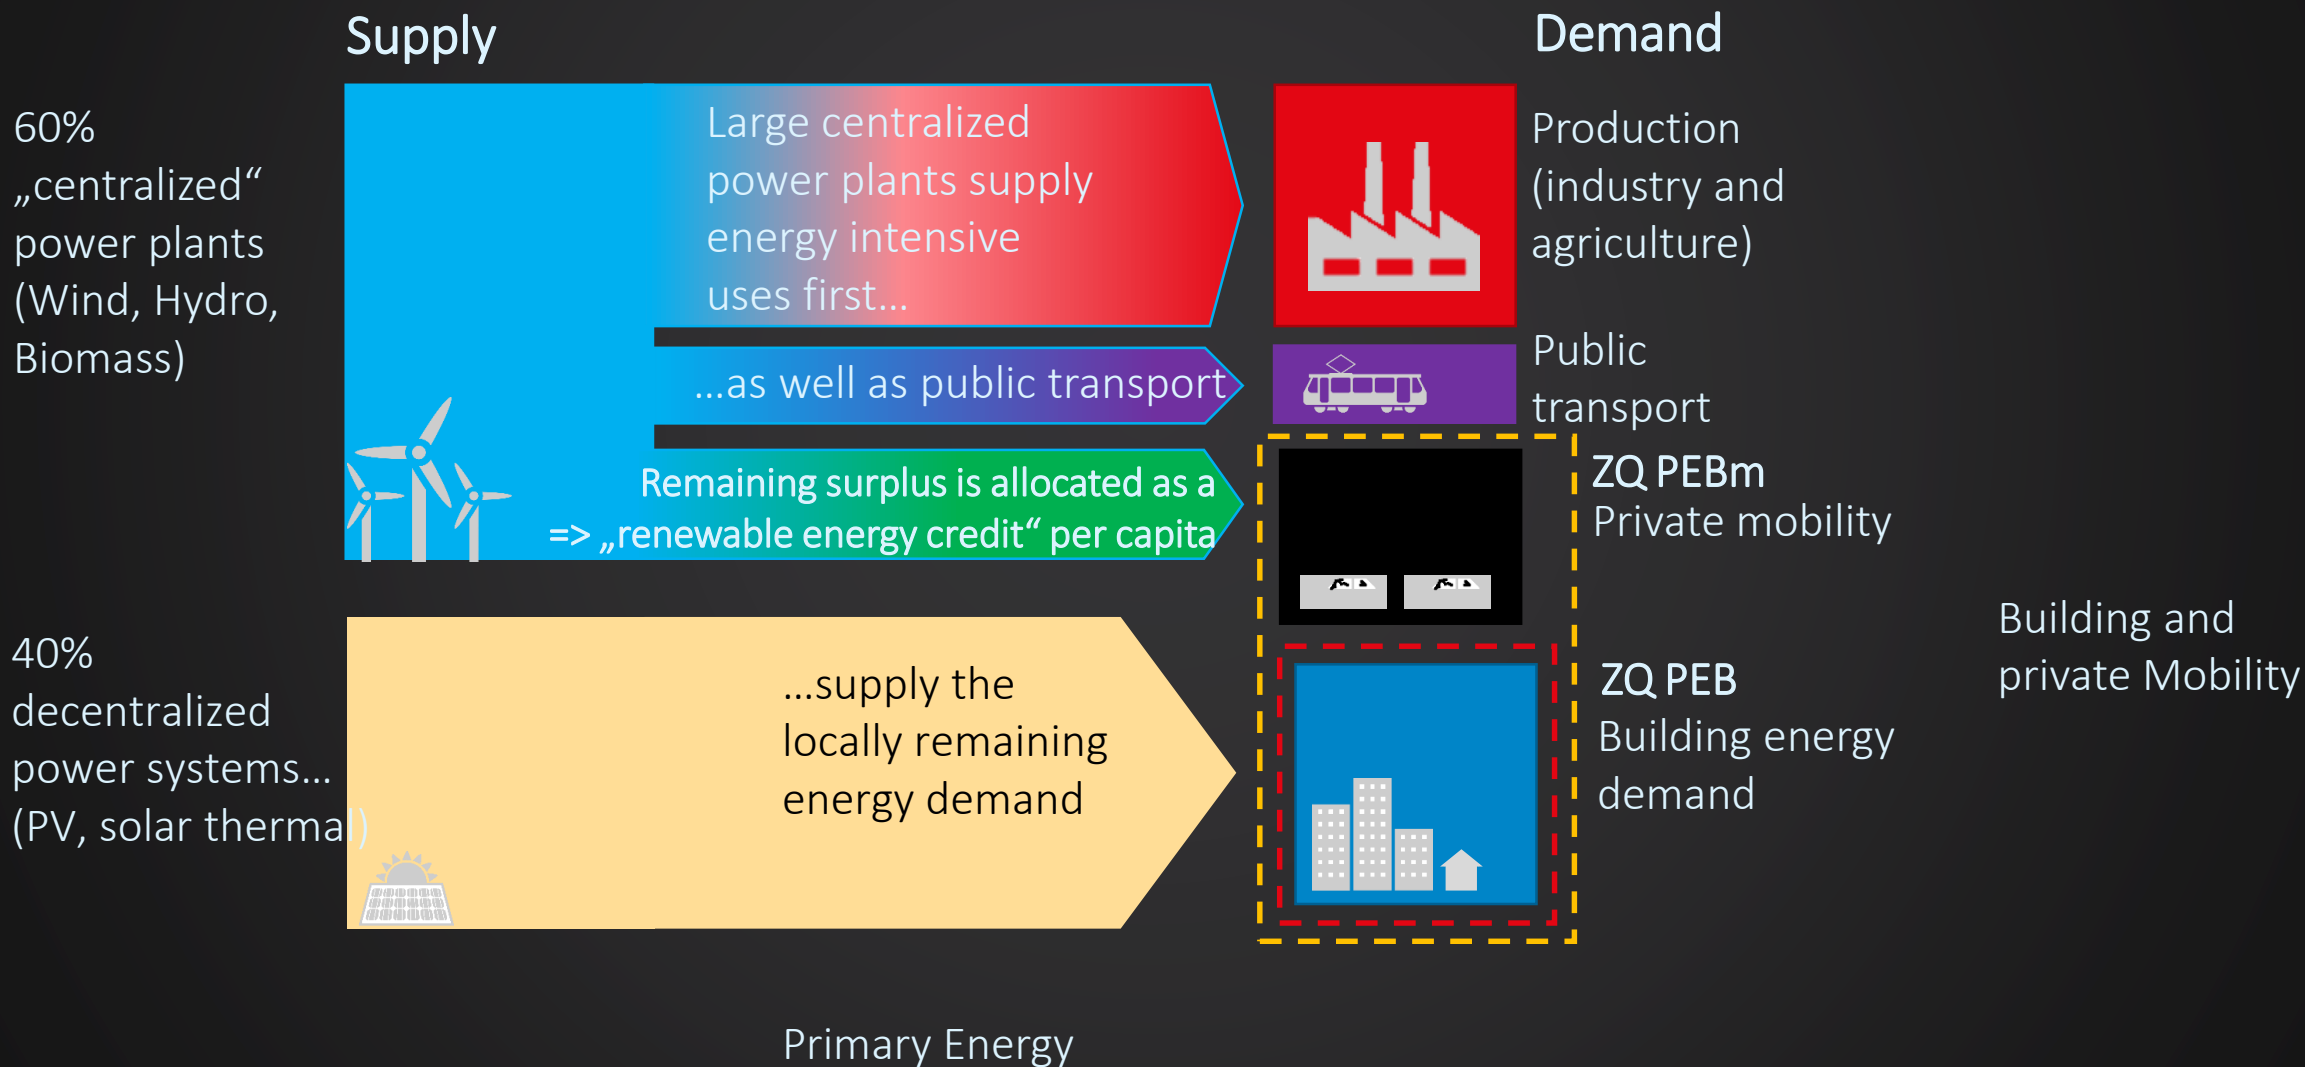 Supply
Demand
60%
„centralized“
power plants
(Wind, Hydro,
Biomass)
Large centralized
power plants supply
energy intensive
uses first...
Production
(industry and
agriculture)
...as well as public transport
Public
transport
Remaining surplus is allocated as a
=> „renewable energy credit“ per capita
ZQ PEBm
Private mobility
40%
decentralized
power systems...
(PV, solar thermal)
...supply the
locally remaining
energy demand
ZQ PEB
Building energy
demand
Building and
private Mobility
Primary Energy